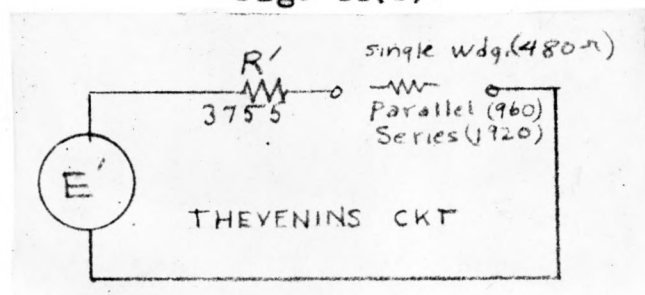 R'
3755
single wdg.(480Ω)
Parallel (960)
Series (1920)
E'
THEVENINS CKT